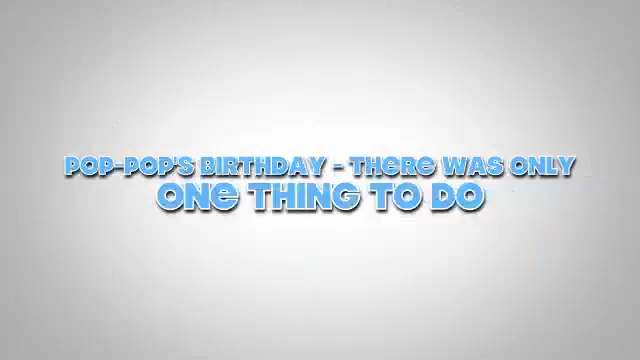 POP-POP'S BIRTHDAY - THERE WAS ONLY
ONE THING TO DO